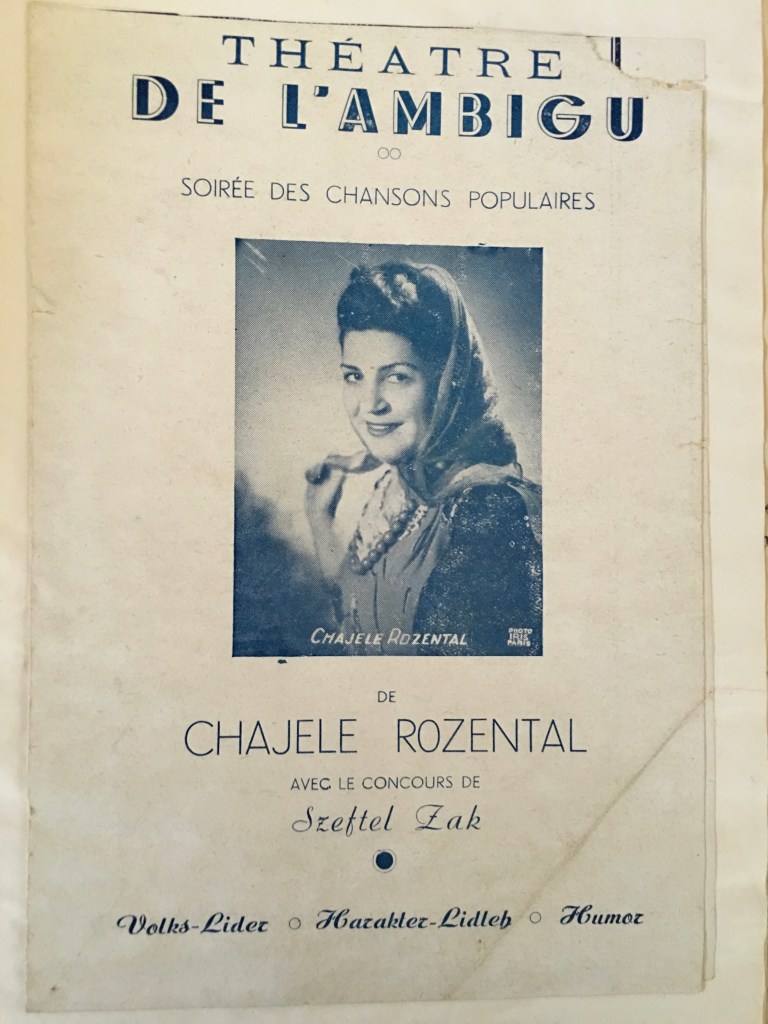 THÉATRE
DE L'AMBIGU
SOIRÉE DES CHANSONS POPULAIRES
CHAJELE ROZENTAL
PHOTO
IRIS
PARIS
DE
CHAJELE ROZENTAL
AVEC LE CONCOURS DE
Szeftel Zak
Volks-Lider ○ Harakter-Lidleh ○ Humor